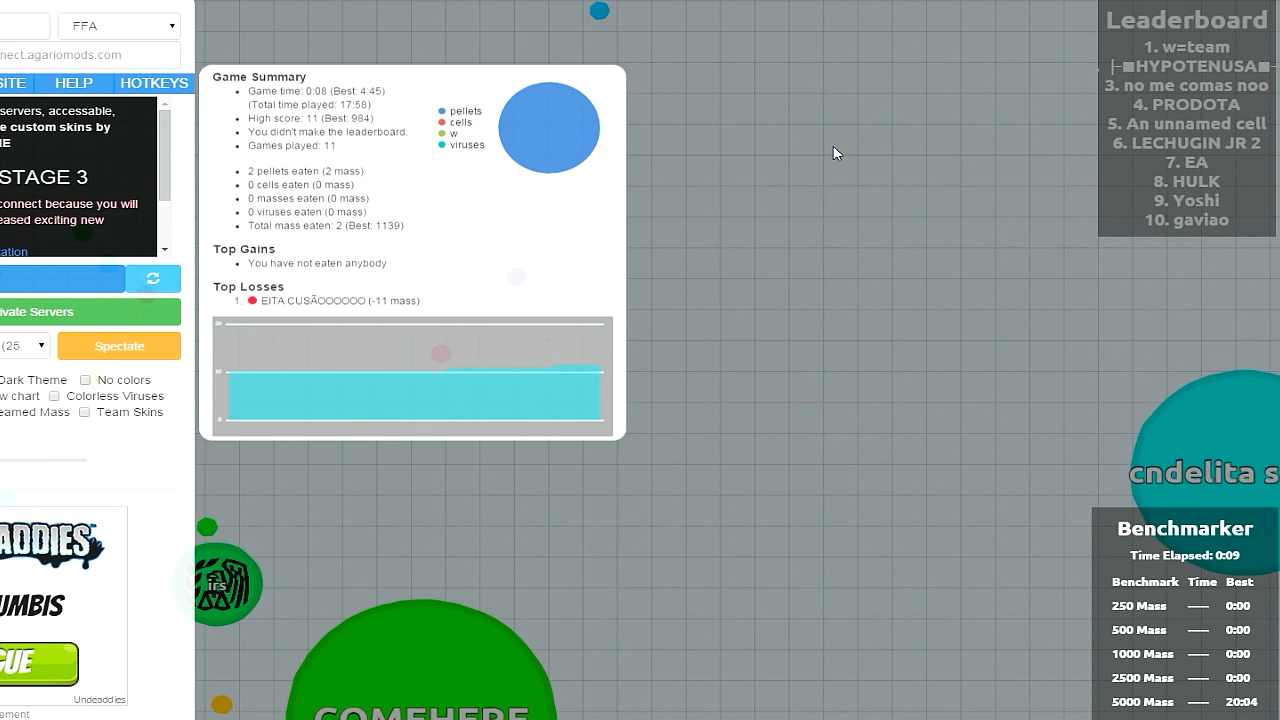 FFA
nect.agariomods.com
SITE HELP HOTKEYS
servers, accessable,
e custom skins by
E
STAGE 3
connect because you will
eased exciting new
tation
ivate Servers
(25
Spectate
Dark Theme No colors
w chart Colorless Viruses
eamed Mass Team Skins
ADDIES
UMBIS
GUE
Undeaddies
ement
Game Summary
Game time: 0:08 (Best: 4:45)
(Total time played: 17:58)
High score: 11 (Best: 984)
You didn't make the leaderboard.
Games played: 11
pellets
cells
w
viruses
2 pellets eaten (2 mass)
0 cells eaten (0 mass)
0 masses eaten (0 mass)
0 viruses eaten (0 mass)
Total mass eaten: 2 (Best: 1139)
Top Gains
You have not eaten anybody
Top Losses
1. EITA CUSÃOOOOOO (-11 mass)
20
10
0
irs
COMEHERE
cndelita s
Leaderboard
1. w=team
. ├■HYPOTENUSA■
3. no me comas noo
4. PRODOTA
5. An unnamed cell
6. LECHUGIN JR 2
7. EA
8. HULK
9. Yoshi
10. gaviao
Benchmarker
Time Elapsed: 0:09
Benchmark Time Best
250 Mass —— 0:00
500 Mass —— 0:00
1000 Mass —— 0:00
2500 Mass —— 0:00
5000 Mass —— 20:04